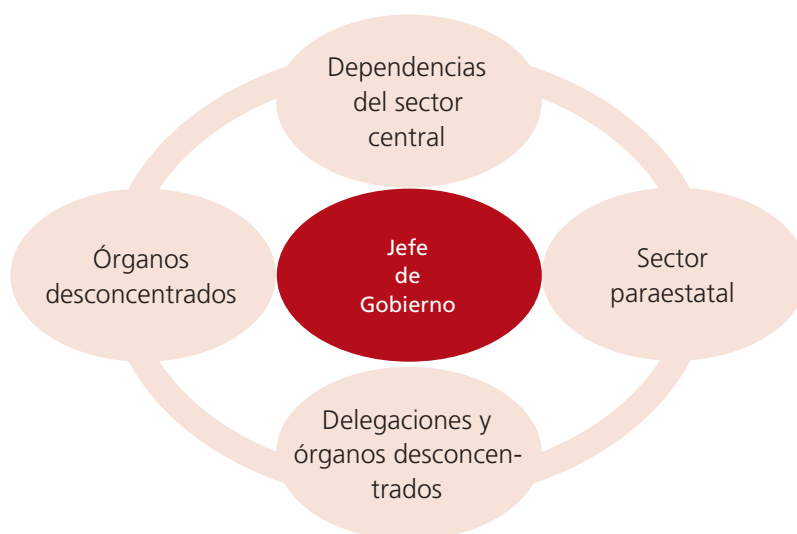 Dependencias
del sector
central
Órganos
desconcentrados
Jefe
de
Gobierno
Sector
paraestatal
Delegaciones y
órganos desconcen-
trados